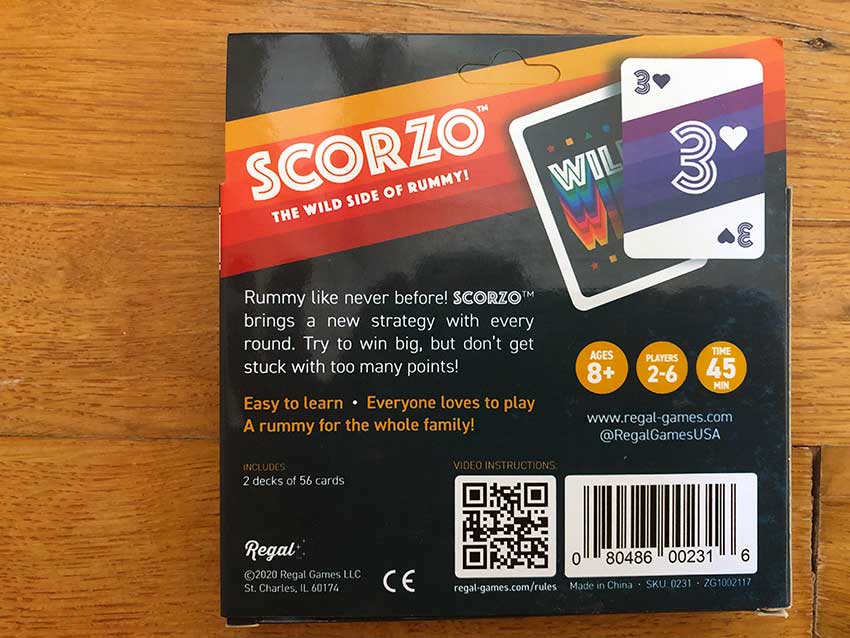 SCORZO™
THE WILD SIDE OF RUMMY!
WILD
3
3
3
Rummy like never before! SCORZO™
brings a new strategy with every
round. Try to win big, but don't get
stuck with too many points!
Easy to learn • Everyone loves to play
A rummy for the whole family!
AGES
8+
PLAYERS
2-6
TIME
45
MIN
www.regal-games.com
@RegalGamesUSA
INCLUDES:
2 decks of 56 cards
VIDEO INSTRUCTIONS:
regal-games.com/rules
0 80486 00231 6
Made in China · SKU: 0231 · ZG1002117
Regal
©2020 Regal Games LLC
St. Charles, IL 60174
CE